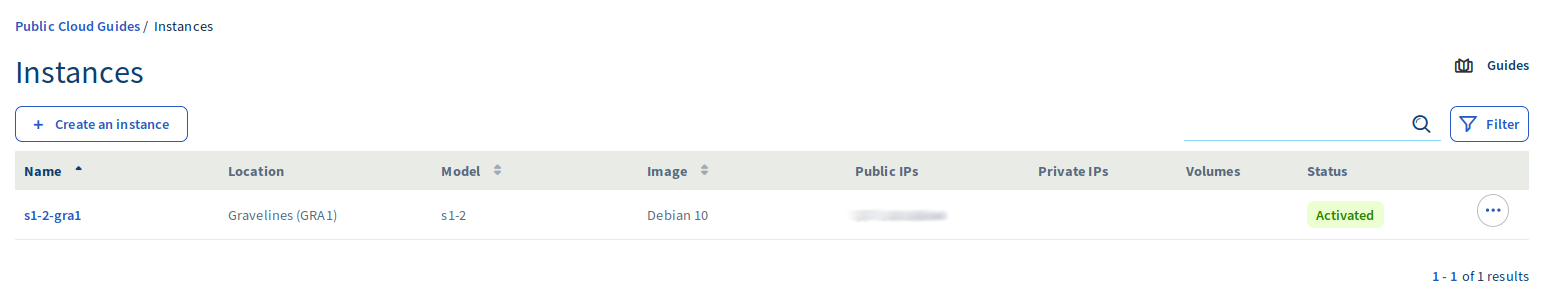 Public Cloud Guides / Instances
Instances
Guides
+ Create an instance
Filter
Name Location Model Image Public IPs Private IPs Volumes Status
s1-2-gra1 Gravelines (GRA1) s1-2 Debian 10 Activated ...
1 - 1 of 1 results